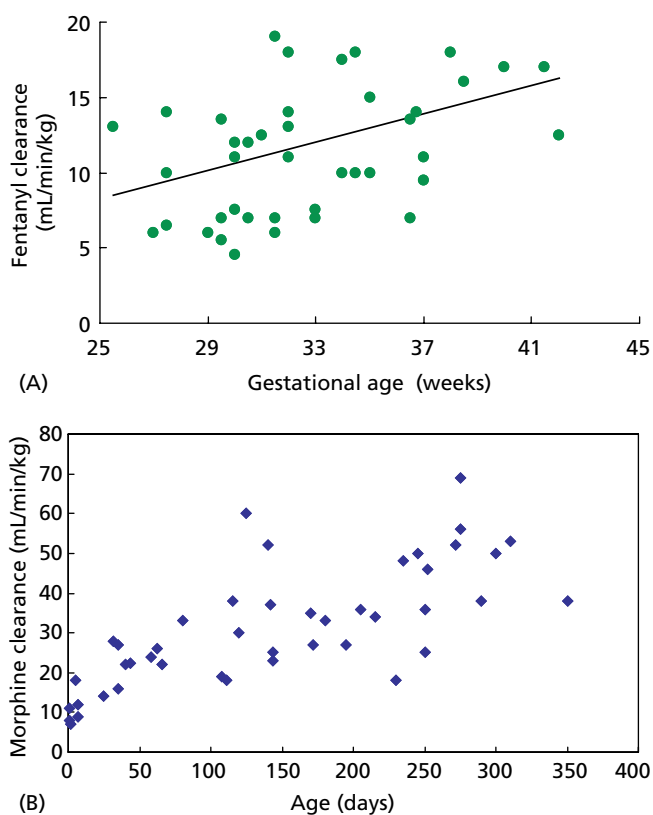 20
15
10
5
0
25 29 33 37 41 45
Fentanyl clearance
(mL/min/kg)
Gestational age (weeks)
(A)
80
70
60
50
40
30
20
10
0
0 50 100 150 200 250 300 350 400
Morphine clearance (mL/min/kg)
Age (days)
(B)